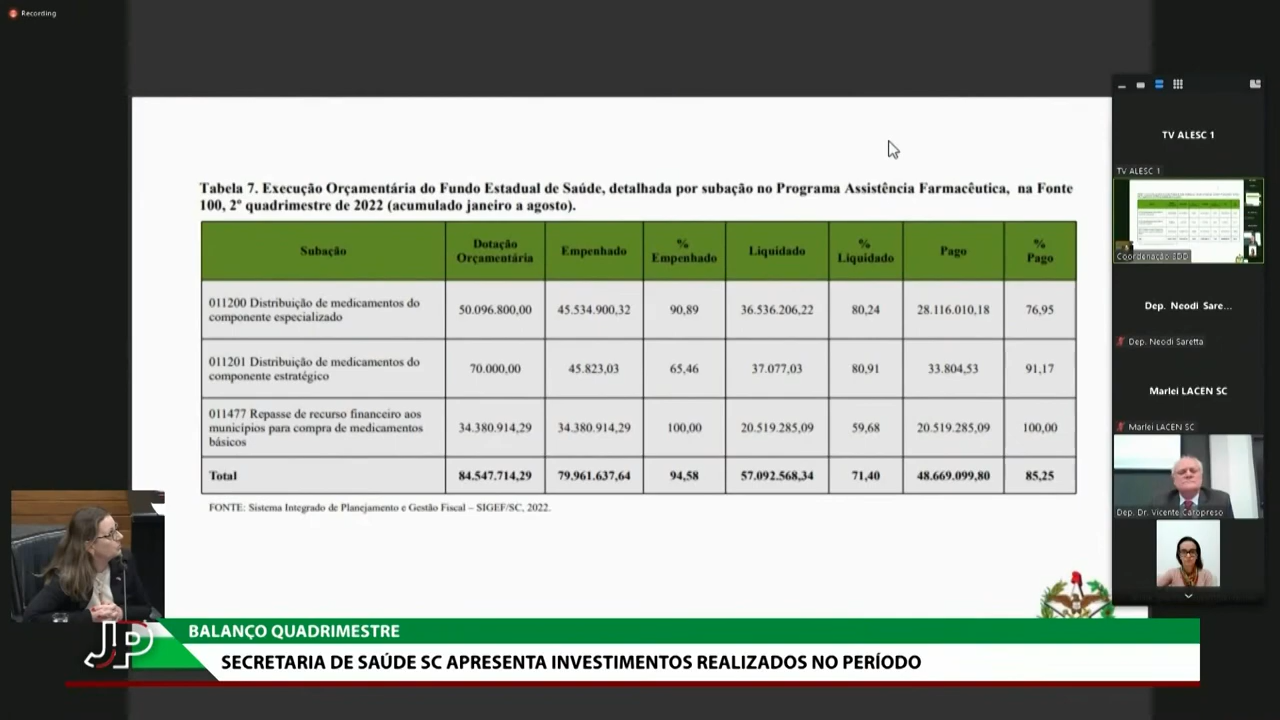 Recording
Tabela 7. Execução Orçamentária do Fundo Estadual de Saúde, detalhada por subação no Programa Assistência Farmacêutica, na Fonte
100, 2º quadrimestre de 2022 (acumulado janeiro a agosto).
Subação
Dotação
Orçamentária
Empenhado
%
Empenhado
Liquidado
%
Liquidado
Pago
%
Pago
011200 Distribuição de medicamentos do
componente especializado
50.096.800,00
45.534.900,32
90,89
36.536.206,22
80,24
28.116.010,18
76,95
011201 Distribuição de medicamentos do
componente estratégico
70.000,00
45.823,03
65,46
37.077,03
80,91
33.804,53
91,17
011477 Repasse de recurso financeiro aos
municípios para compra de medicamentos
básicos
34.380.914,29
34.380.914,29
100,00
20.519.285,09
59,68
20.519.285,09
100,00
Total
84.547.714,29
79.961.637,64
94,58
57.092.568,34
71,40
48.669.099,80
85,25
FONTE: Sistema Integrado de Planejamento e Gestão Fiscal – SIGEF/SC, 2022.
TV ALESC 1
TV ALESC 1
Coordenação EDD
Dep. Neodi Sare...
Dep. Neodi Saretta
Marlei LACEN SC
Marlei LACEN SC
Dep. Dr. Vicente Caropreso
JP
BALANÇO QUADRIMESTRE
SECRETARIA DE SAÚDE SC APRESENTA INVESTIMENTOS REALIZADOS NO PERÍODO